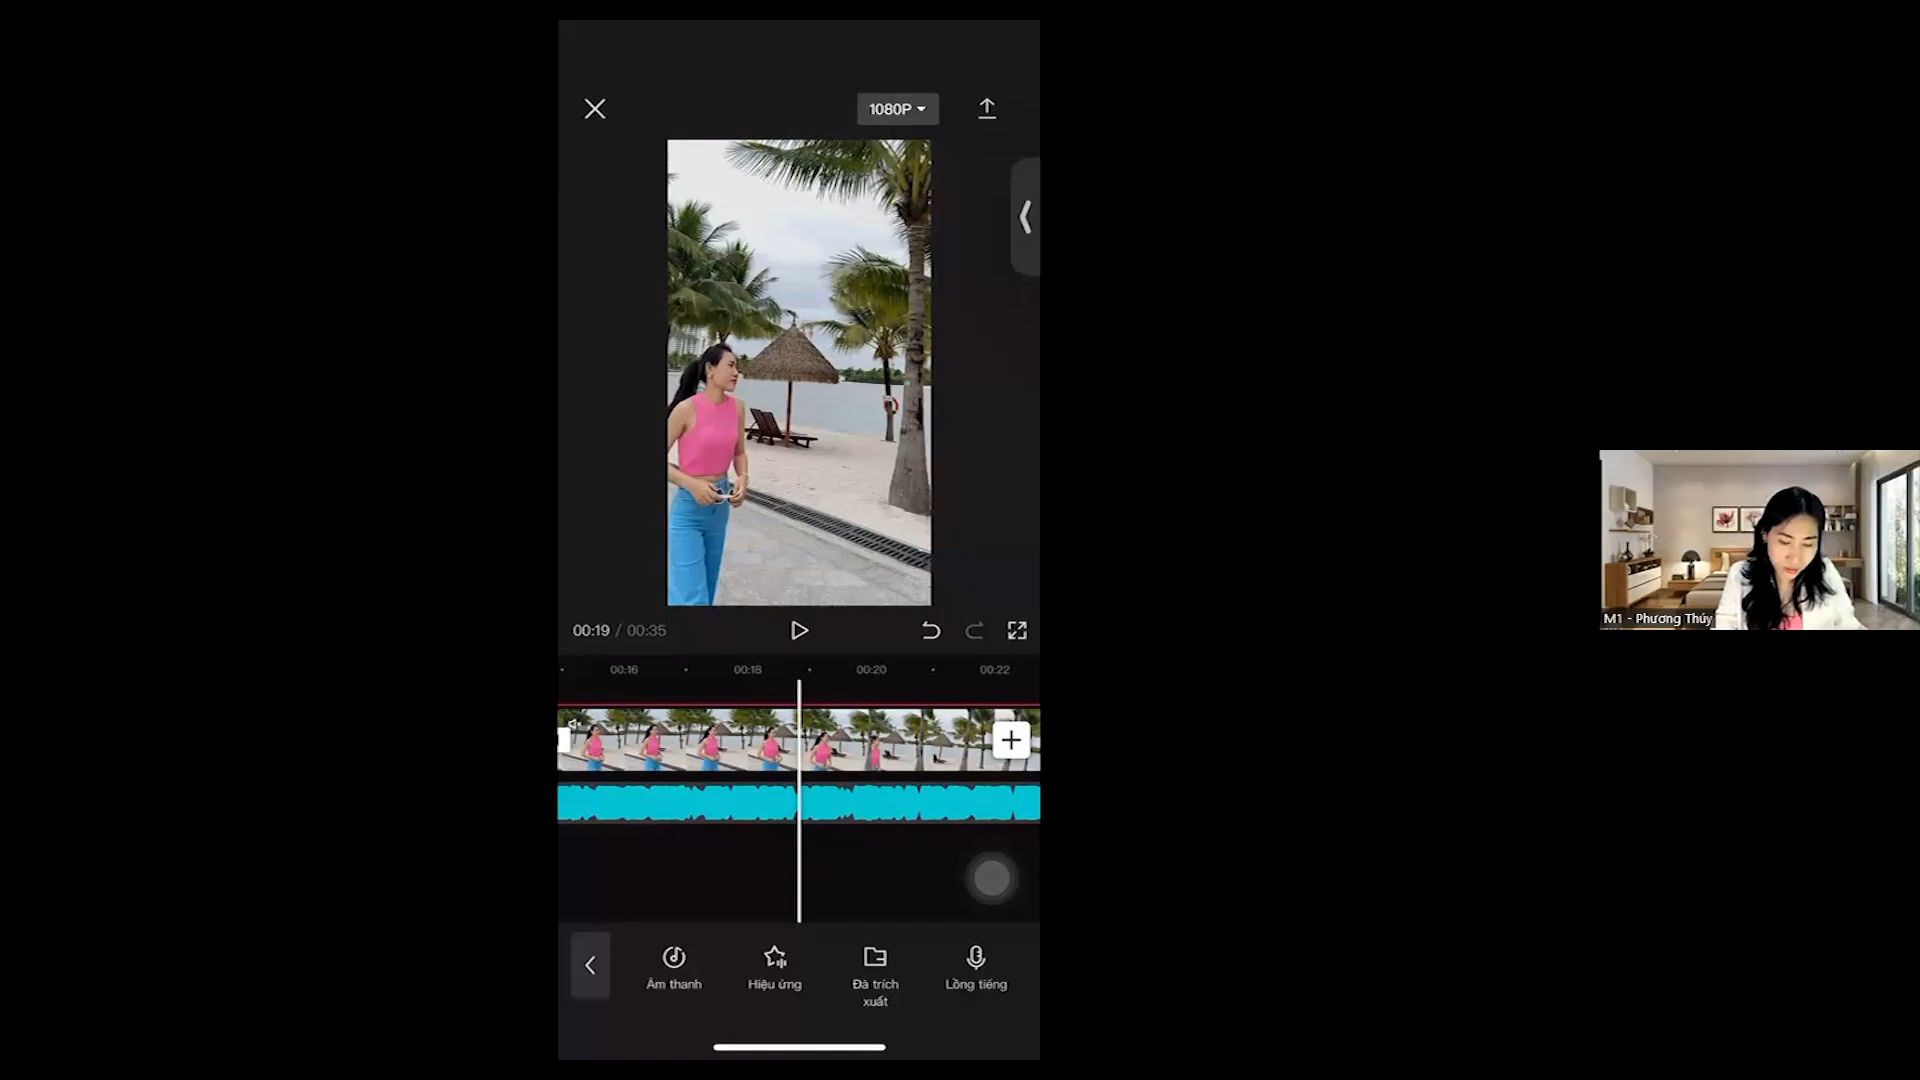 1080P
00:19 / 00:35
00:16
00:18
00:20
00:22
Âm thanh
Hiệu ứng
Đã trích
xuất
Lồng tiếng
M1 - Phương Thúy